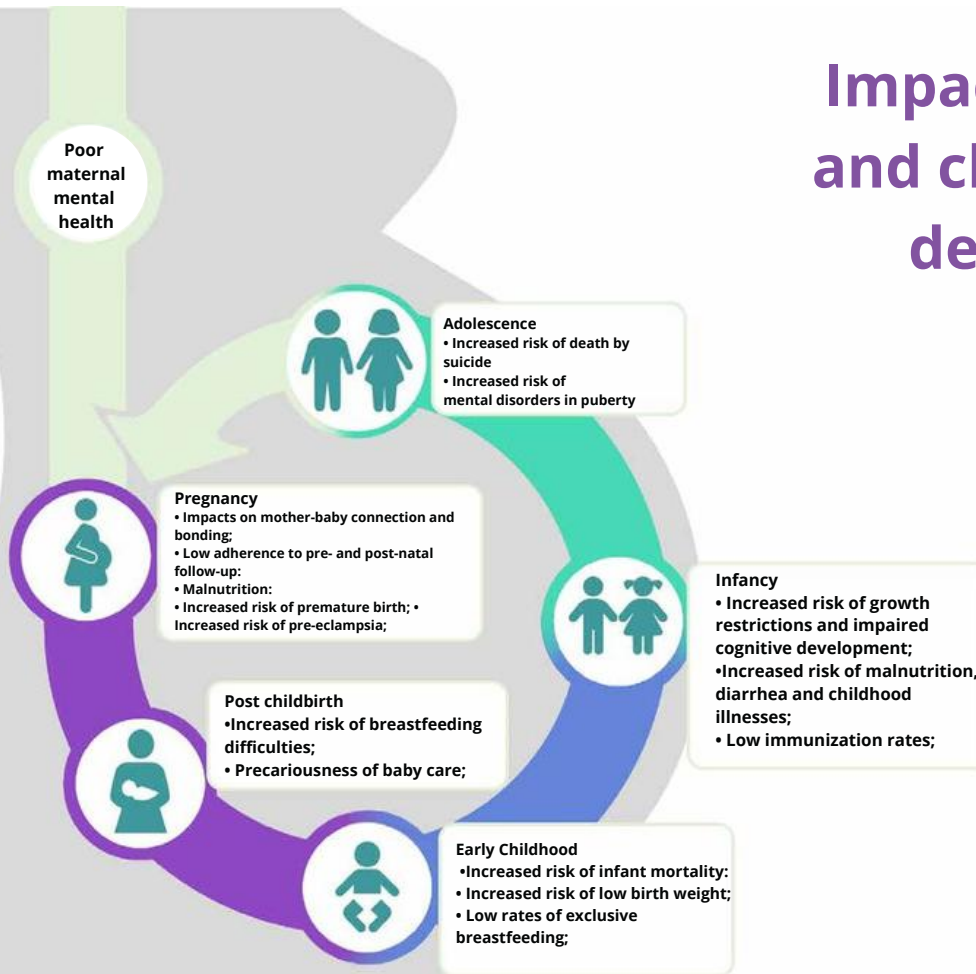 Impac
and cl
de
Poor
maternal
mental
health
Adolescence
• Increased risk of death by
suicide
• Increased risk of
mental disorders in puberty
Pregnancy
• Impacts on mother-baby connection and
bonding;
• Low adherence to pre- and post-natal
follow-up:
• Malnutrition:
• Increased risk of premature birth; •
Increased risk of pre-eclampsia;
Infancy
• Increased risk of growth
restrictions and impaired
cognitive development;
•Increased risk of malnutrition,
diarrhea and childhood
illnesses;
• Low immunization rates;
Post childbirth
•Increased risk of breastfeeding
difficulties;
• Precariousness of baby care;
Early Childhood
•Increased risk of infant mortality:
• Increased risk of low birth weight;
• Low rates of exclusive
breastfeeding;